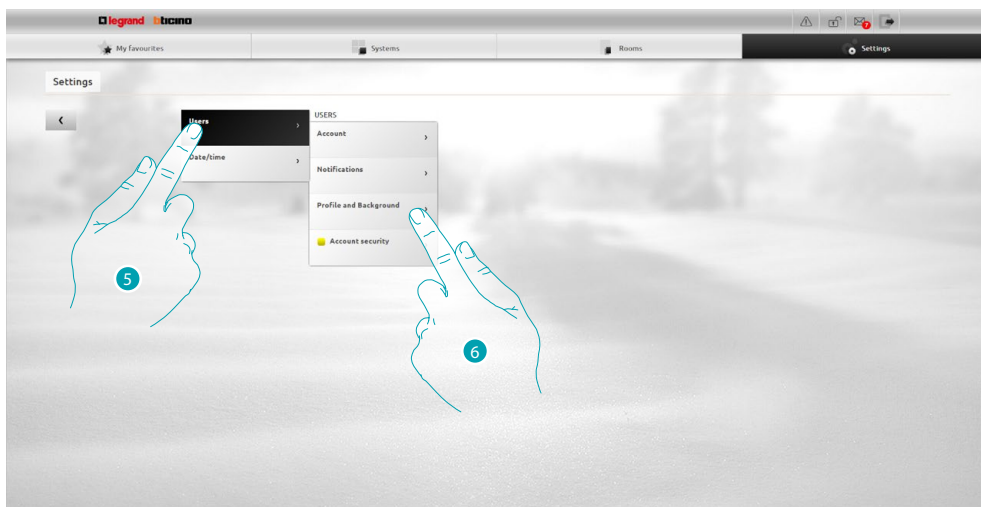 legrand bticino
7
My favourites
Systems
Rooms
Settings
Settings
USERS
Users
Account
Date/time
Notifications
Profile and Background
Account security
5
6